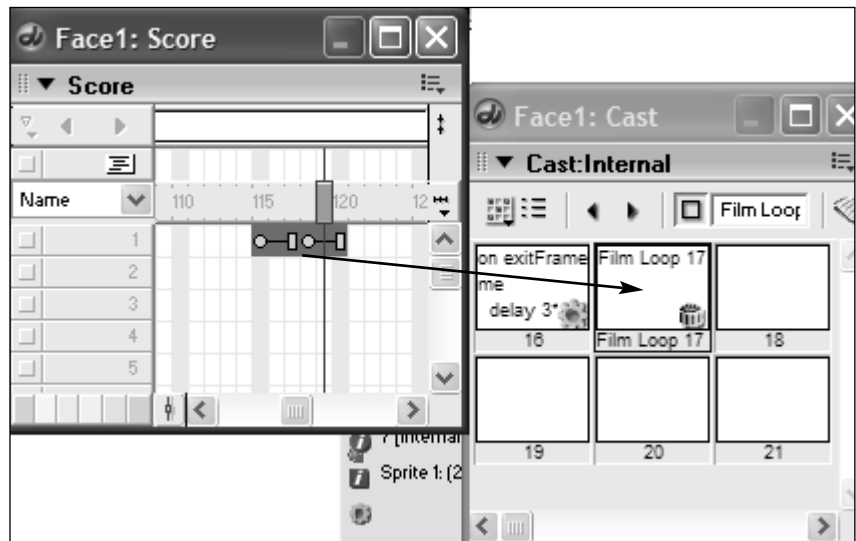 Face1: Score
Score
Name
110 115 120 12
1
2
3
4
5
Face1: Cast
Cast:Internal
Film Loop
on exitFrame
me
delay 3*
16
Film Loop 17
Film Loop 17
18
19
20
21
Sprite 1: (2